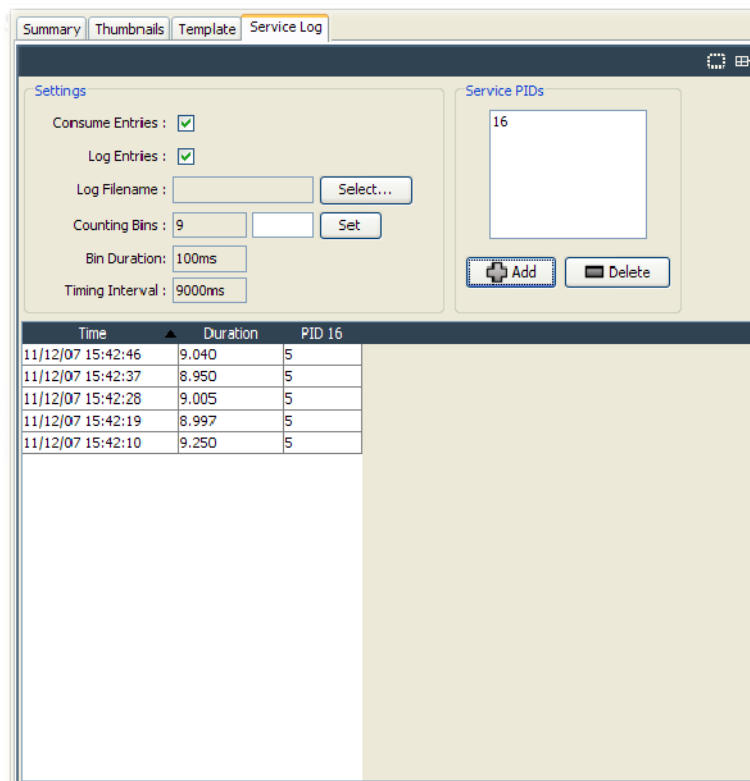 Summary Thumbnails Template Service Log
Settings
Consume Entries :
Log Entries :
Log Filename : Select...
Counting Bins : 9 Set
Bin Duration: 100ms
Timing Interval : 9000ms
Service PIDs
16
Add Delete
Time Duration PID 16
11/12/07 15:42:46 9.040 5
11/12/07 15:42:37 8.950 5
11/12/07 15:42:28 9.005 5
11/12/07 15:42:19 8.997 5
11/12/07 15:42:10 9.250 5